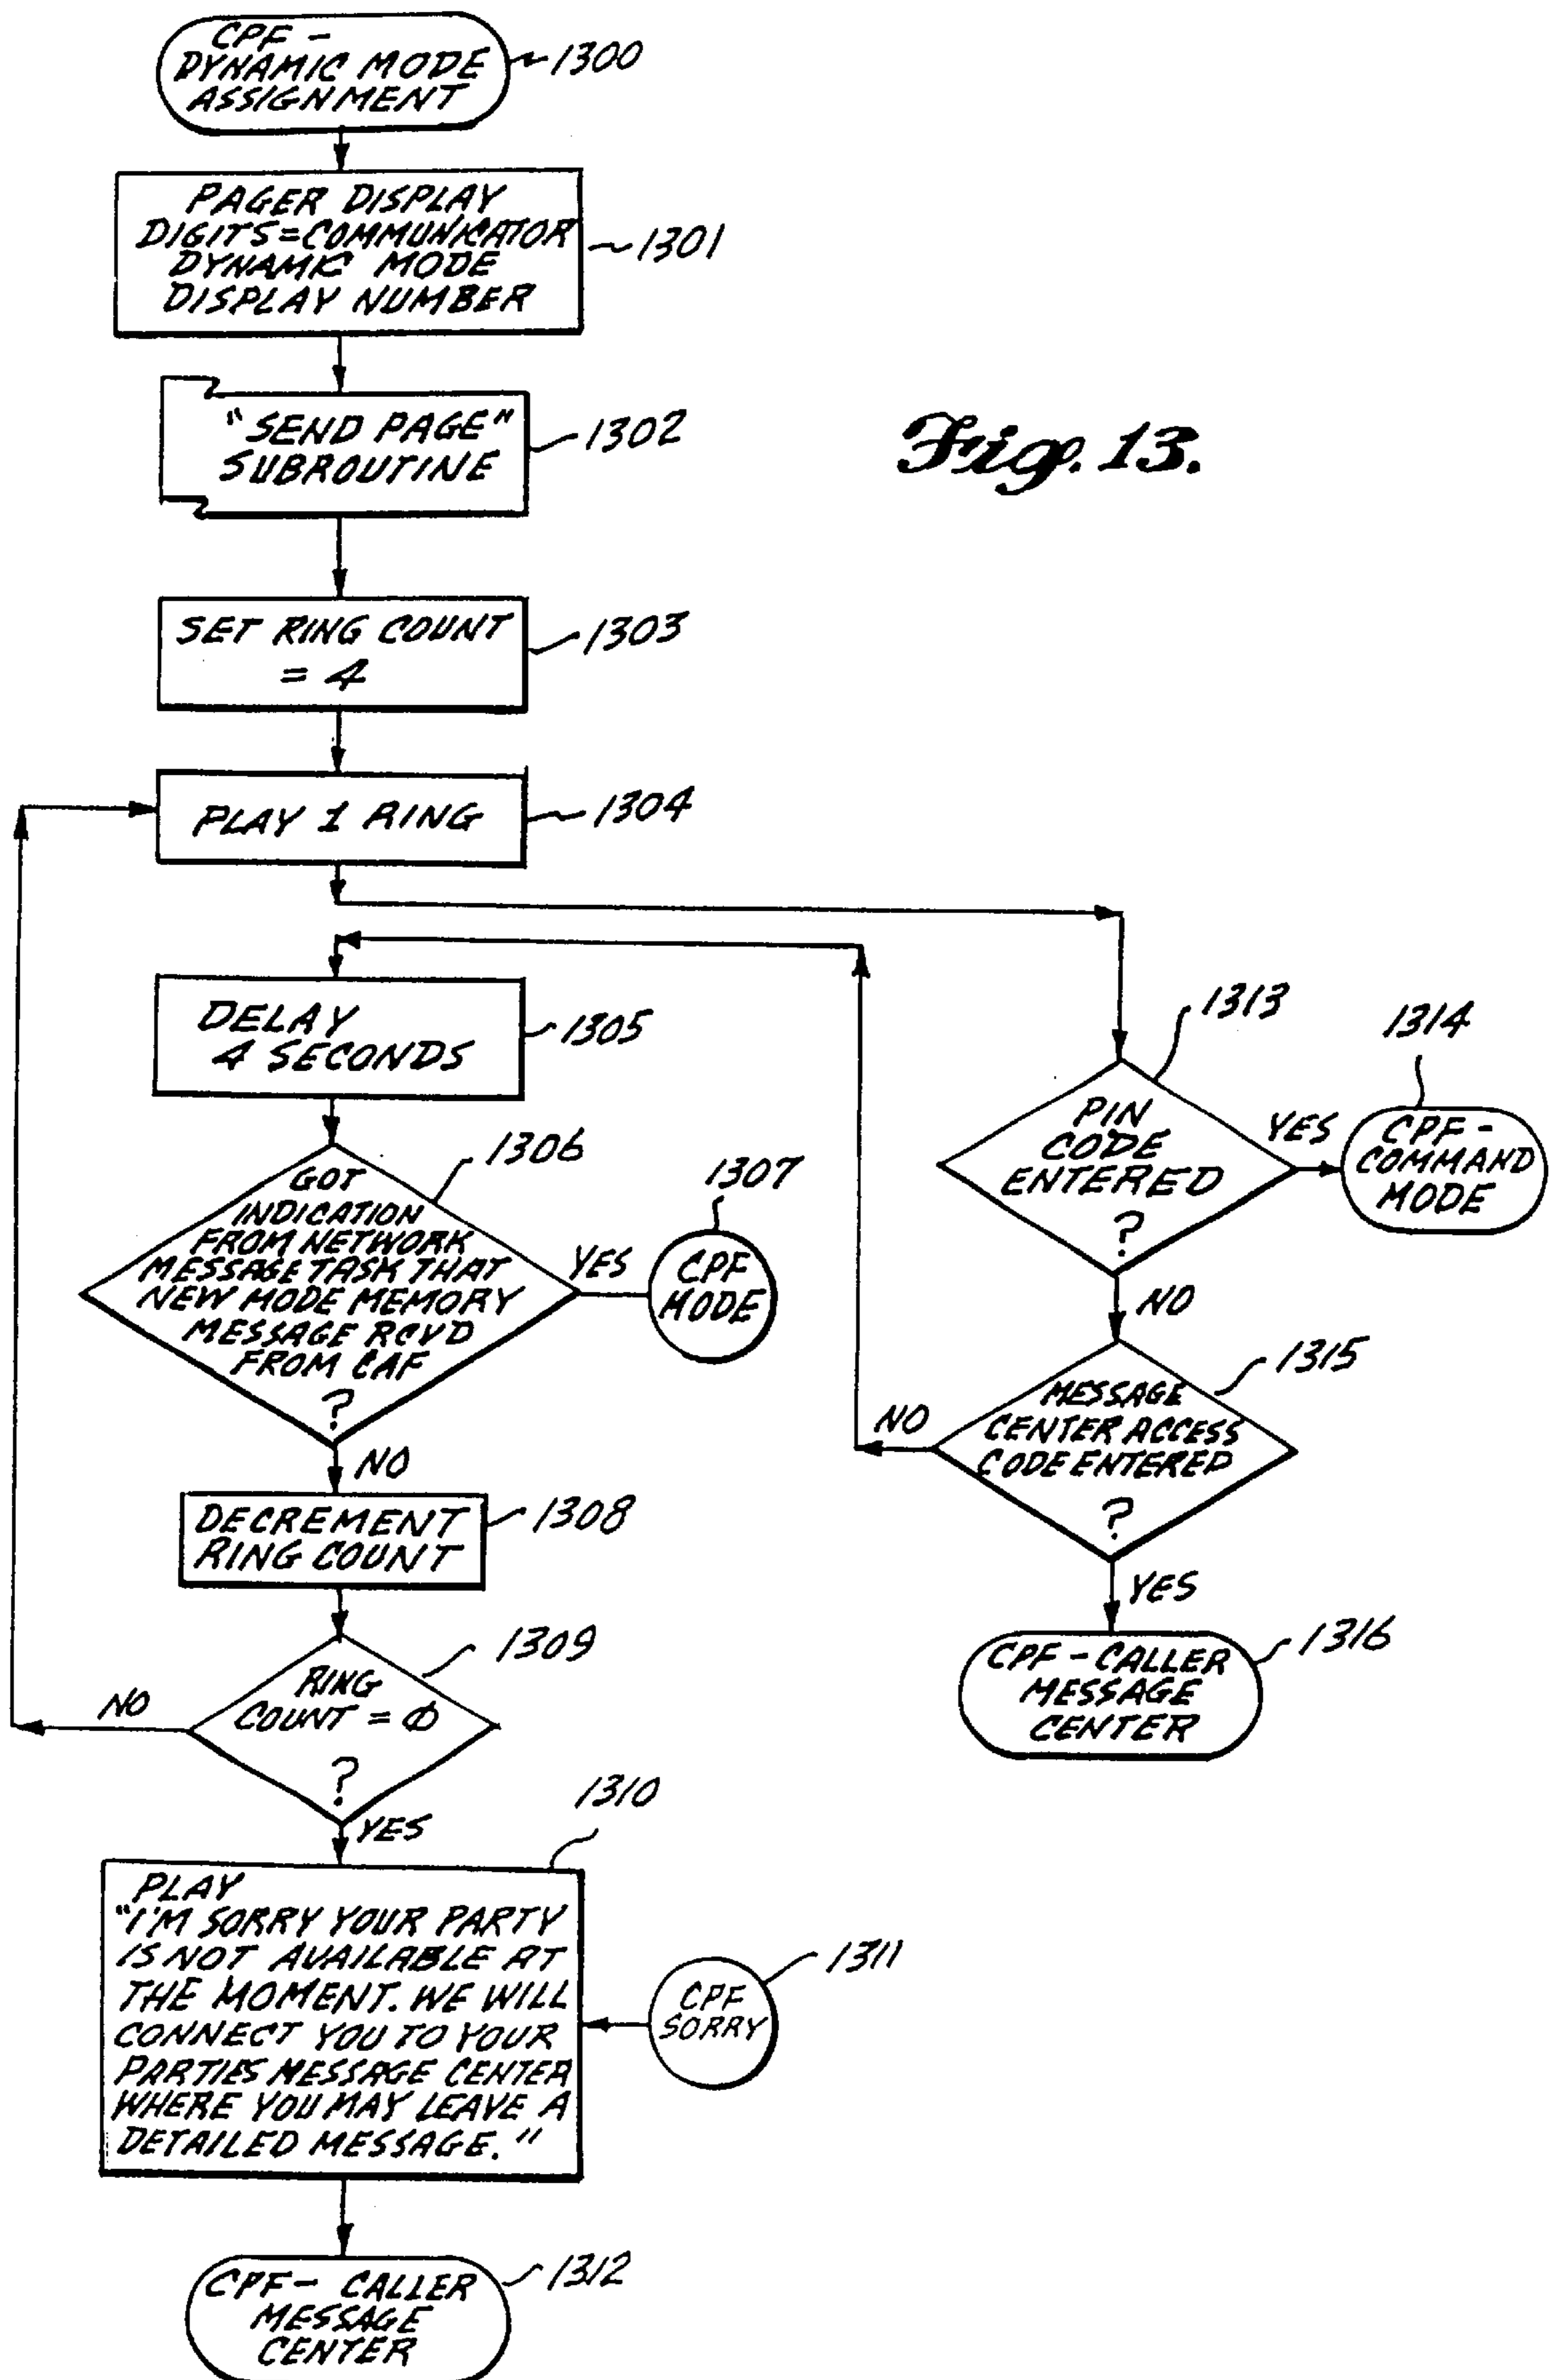 CPF -
DYNAMIC MODE
ASSIGNMENT
1300
PAGER DISPLAY
DIGITS=COMMUNICATOR
DYNAMIC MODE
DISPLAY NUMBER
1301
"SEND PAGE"
SUBROUTINE
1302
Fig. 13.
SET RING COUNT
= 4
1303
PLAY 1 RING
1304
DELAY
4 SECONDS
1305
GOT
INDICATION
FROM NETWORK
MESSAGE TASK THAT
NEW MODE MEMORY
MESSAGE RCVD
FROM CAF
?
1306
YES
CPF
MODE
1307
NO
DECREMENT
RING COUNT
1308
RING
COUNT = Ø
?
1309
NO
YES
PLAY
"I'M SORRY YOUR PARTY
IS NOT AVAILABLE AT
THE MOMENT. WE WILL
CONNECT YOU TO YOUR
PARTIES MESSAGE CENTER
WHERE YOU MAY LEAVE A
DETAILED MESSAGE."
1310
CPF
SORRY
1311
CPF - CALLER
MESSAGE
CENTER
1312
PIN
CODE
ENTERED
?
1313
YES
CPF -
COMMAND
MODE
1314
NO
MESSAGE
CENTER ACCESS
CODE ENTERED
?
1315
NO
YES
CPF - CALLER
MESSAGE
CENTER
1316